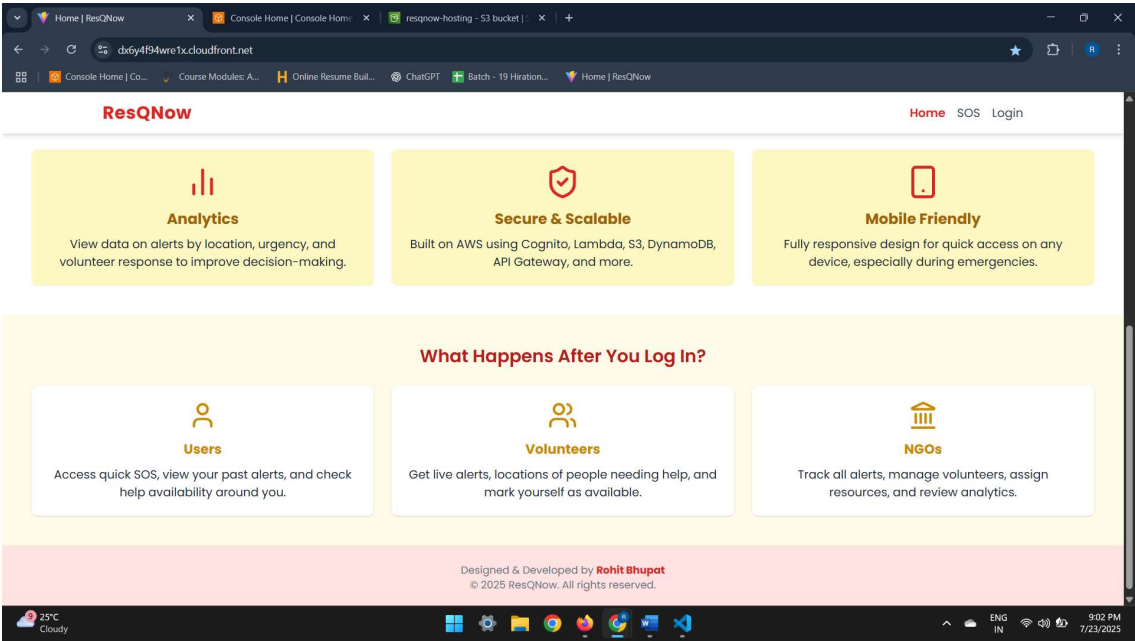 Home | ResQNow
Console Home | Console Home
resqnow-hosting - S3 bucket |
dx6y4f94wre1x.cloudfront.net
R
Console Home | Co...
Course Modules: A...
Online Resume Buil...
ChatGPT
Batch - 19 Hiration...
Home | ResQNow
ResQNow
Home SOS Login
Analytics
View data on alerts by location, urgency, and
volunteer response to improve decision-making.
Secure & Scalable
Built on AWS using Cognito, Lambda, S3, DynamoDB,
API Gateway, and more.
Mobile Friendly
Fully responsive design for quick access on any
device, especially during emergencies.
What Happens After You Log In?
Users
Access quick SOS, view your past alerts, and check
help availability around you.
Volunteers
Get live alerts, locations of people needing help, and
mark yourself as available.
NGOs
Track all alerts, manage volunteers, assign
resources, and review analytics.
Designed & Developed by Rohit Bhupat
© 2025 ResQNow. All rights reserved.
9
25°C
Cloudy
ENG
IN
9:02 PM
7/23/2025